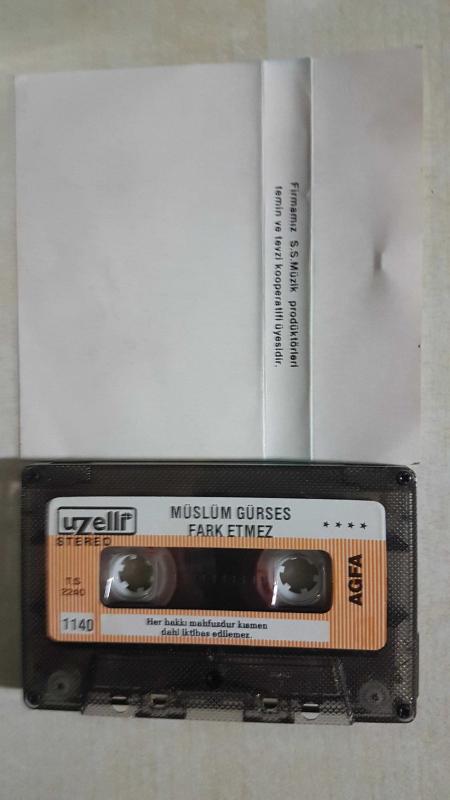 Firmamız S.S.Müzik prodüktörleri
temin ve tevzi kooperatifi üyesidir.
uzelli
STEREO
MÜSLÜM GÜRSES
FARK ETMEZ
****
TS
2240
AGFA
1140
Her hakkı mahfuzdur kısmen
dahi iktibas edilemez.